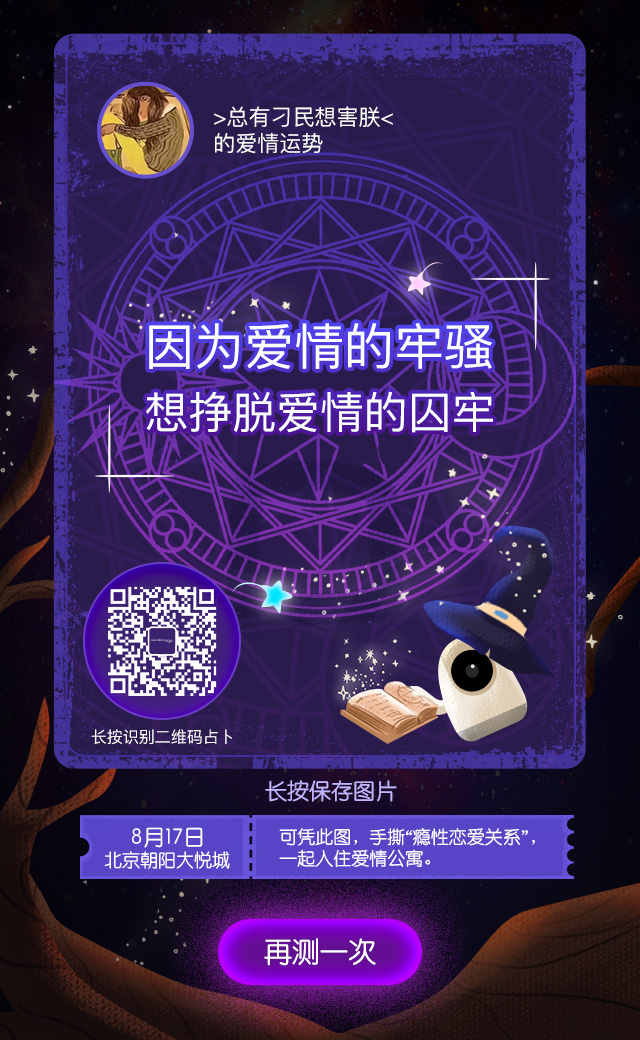 >总有刁民想害朕<
的爱情运势
因为爱情的牢骚
想挣脱爱情的囚牢
长按识别二维码占卜
长按保存图片
8月17日
北京朝阳大悦城
可凭此图，手撕“瘾性恋爱关系”，
一起入住爱情公寓。
再测一次